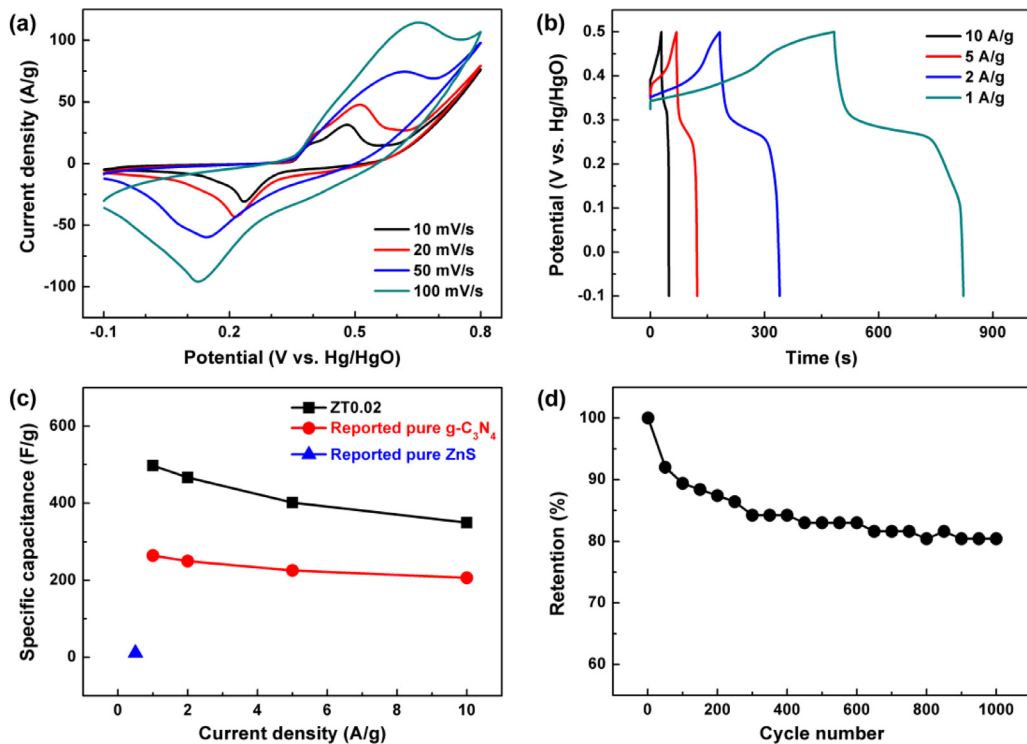 (a)
Current density (A/g)
100
50
0
-50
-100
10 mV/s
20 mV/s
50 mV/s
100 mV/s
-0.1 0.2 0.5 0.8
Potential (V vs. Hg/HgO)
(b)
Potential (V vs. Hg/HgO)
0.5
0.4
0.3
0.2
0.1
0.0
-0.1
10 A/g
5 A/g
2 A/g
1 A/g
0 300 600 900
Time (s)
(c)
Specific capacitance (F/g)
600
400
200
0
ZT0.02
Reported pure g-C₃N₄
Reported pure ZnS
0 2 4 6 8 10
Current density (A/g)
(d)
Retention (%)
100
90
80
70
60
0 200 400 600 800 1000
Cycle number